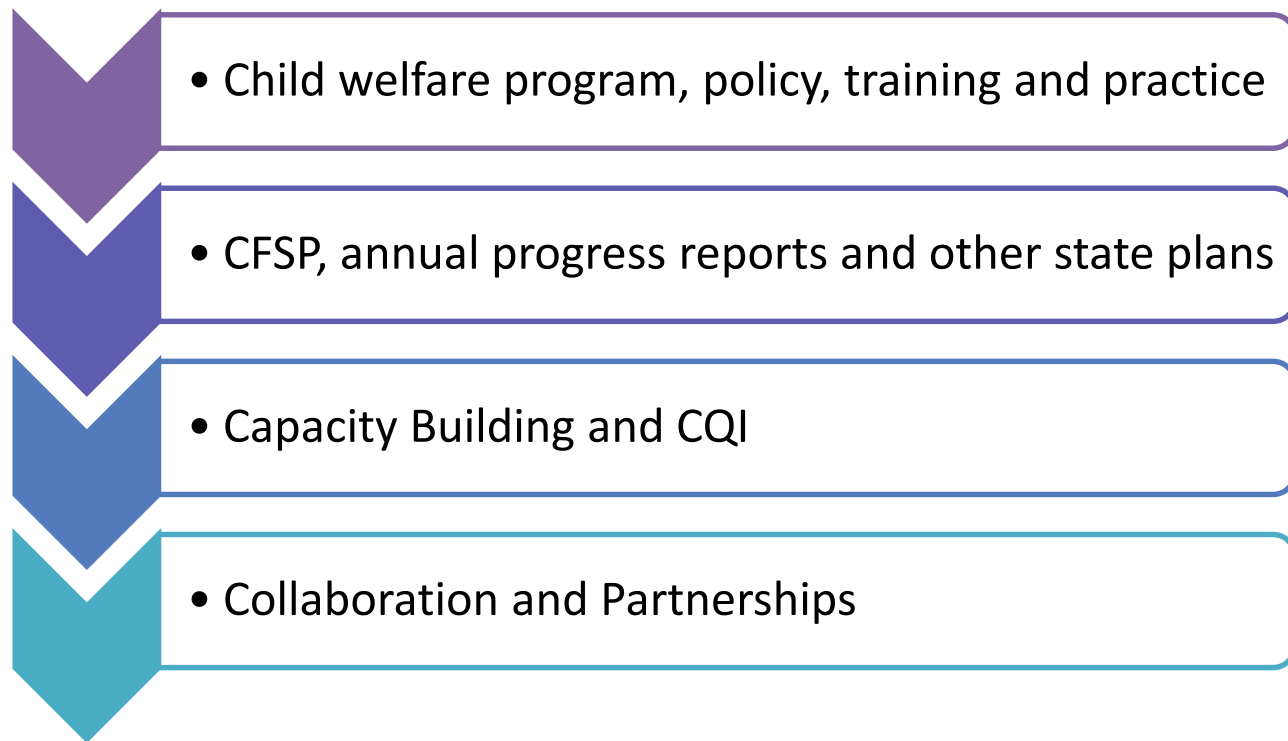 • Child welfare program, policy, training and practice
• CFSP, annual progress reports and other state plans
• Capacity Building and CQI
• Collaboration and Partnerships